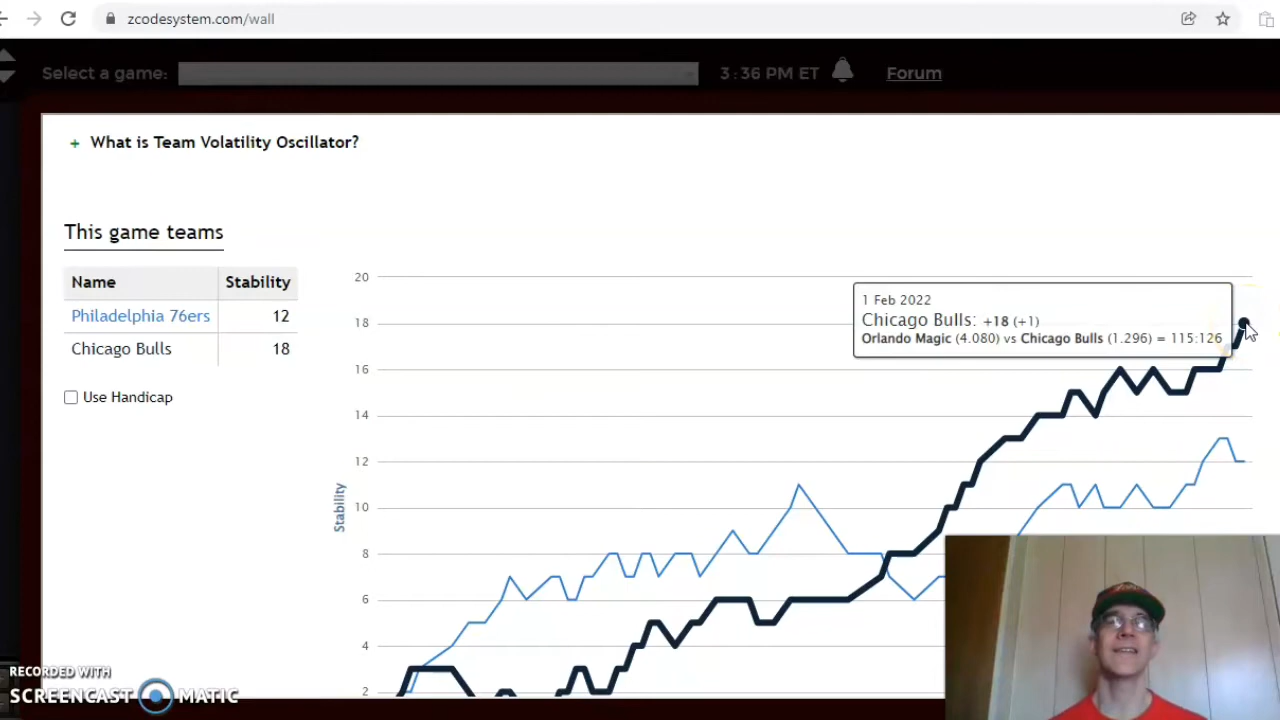 zcodesystem.com/wall
Select a game:
3:36 PM ET
Forum
+ What is Team Volatility Oscillator?
This game teams
Name Stability
Philadelphia 76ers 12
Chicago Bulls 18
Use Handicap
20
18
16
14
12
10
8
6
4
2
Stability
1 Feb 2022
Chicago Bulls: +18 (+1)
Orlando Magic (4.080) vs Chicago Bulls (1.296) = 115:126
RECORDED WITH
SCREENCAST MATIC